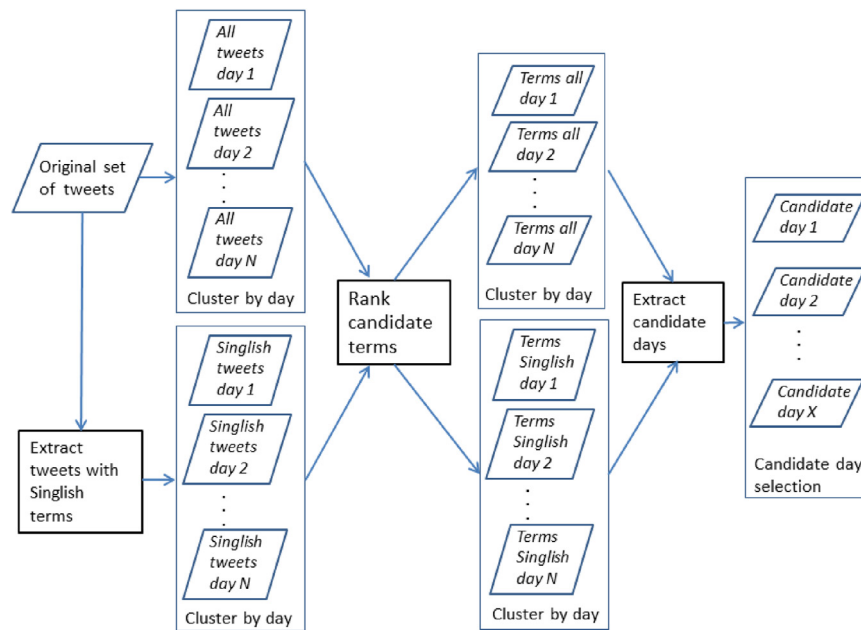 Original set
of tweets
Extract
tweets with
Singlish
terms
All
tweets
day 1
All
tweets
day 2
All
tweets
day N
Cluster by day
Singlish
tweets
day 1
Singlish
tweets
day 2
Singlish
tweets
day N
Cluster by day
Rank
candidate
terms
Terms all
day 1
Terms all
day 2
Terms all
day N
Cluster by day
Terms
Singlish
day 1
Terms
Singlish
day 2
Terms
Singlish
day N
Cluster by day
Extract
candidate
days
Candidate
day 1
Candidate
day 2
Candidate
day X
Candidate day
selection